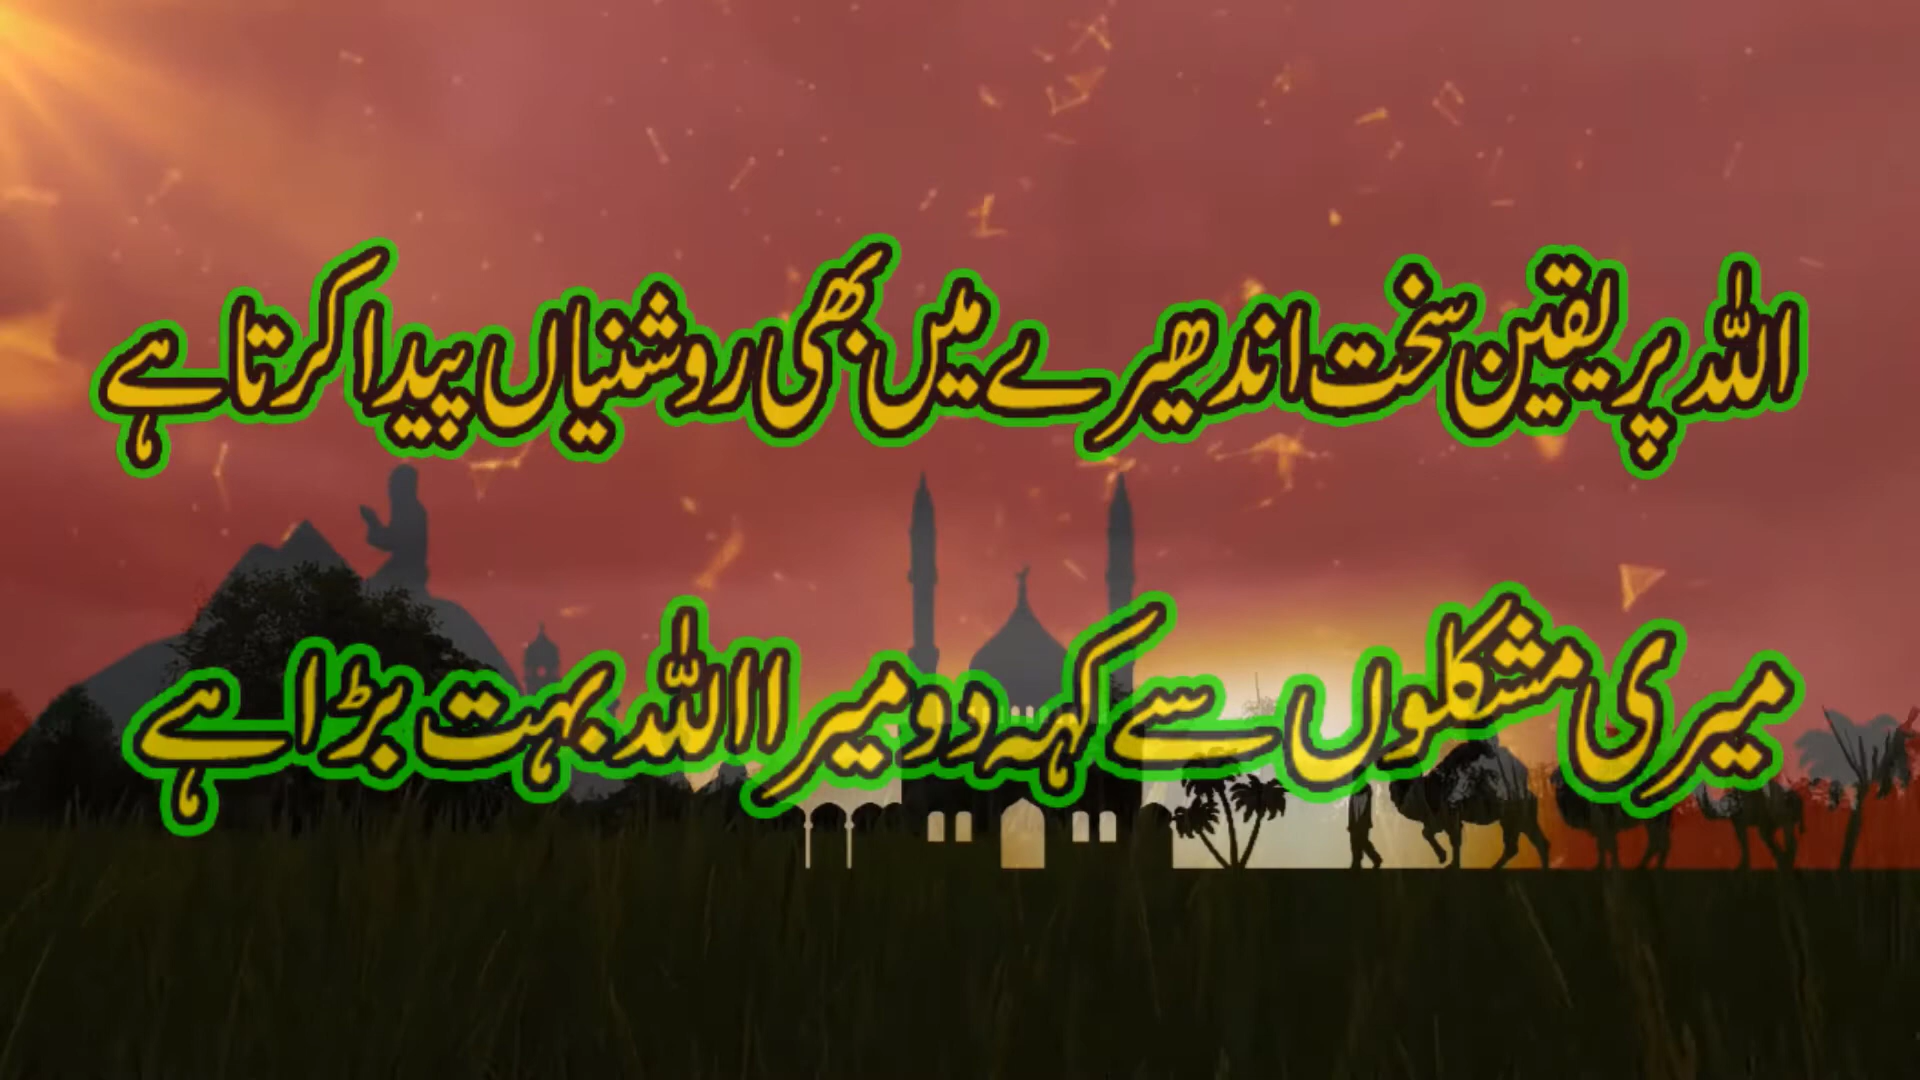 اللہ پر یقین سخت اندھیرے میں بھی روشنیاں پیدا کرتا ہے
میری مشکلوں سے کہہ دو میرا اللہ بہت بڑا ہے